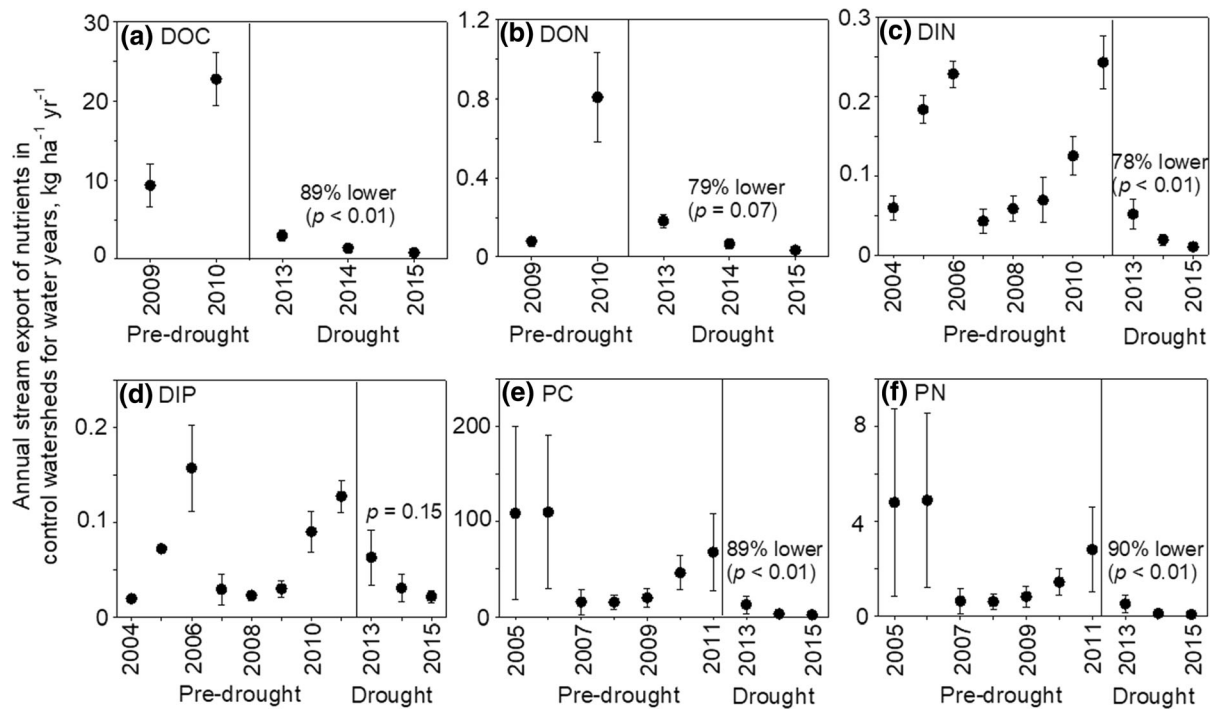 Annual stream export of nutrients in
control watersheds for water years, kg ha⁻¹ yr⁻¹
(a) DOC
30
20
10
0
89% lower
(p < 0.01)
2009
2010
2013
2014
2015
Pre-drought
Drought
(b) DON
1.2
0.8
0.4
0
79% lower
(p = 0.07)
2009
2010
2013
2014
2015
Pre-drought
Drought
(c) DIN
0.3
0.2
0.1
0
78% lower
(p < 0.01)
2004
2006
2008
2010
2013
2015
Pre-drought
Drought
(d) DIP
0.2
0.1
0
p = 0.15
2004
2006
2008
2010
2013
2015
Pre-drought
Drought
(e) PC
200
100
0
89% lower
(p < 0.01)
2005
2007
2009
2011
2013
2015
Pre-drought
Drought
(f) PN
8
4
0
90% lower
(p < 0.01)
2005
2007
2009
2011
2013
2015
Pre-drought
Drought